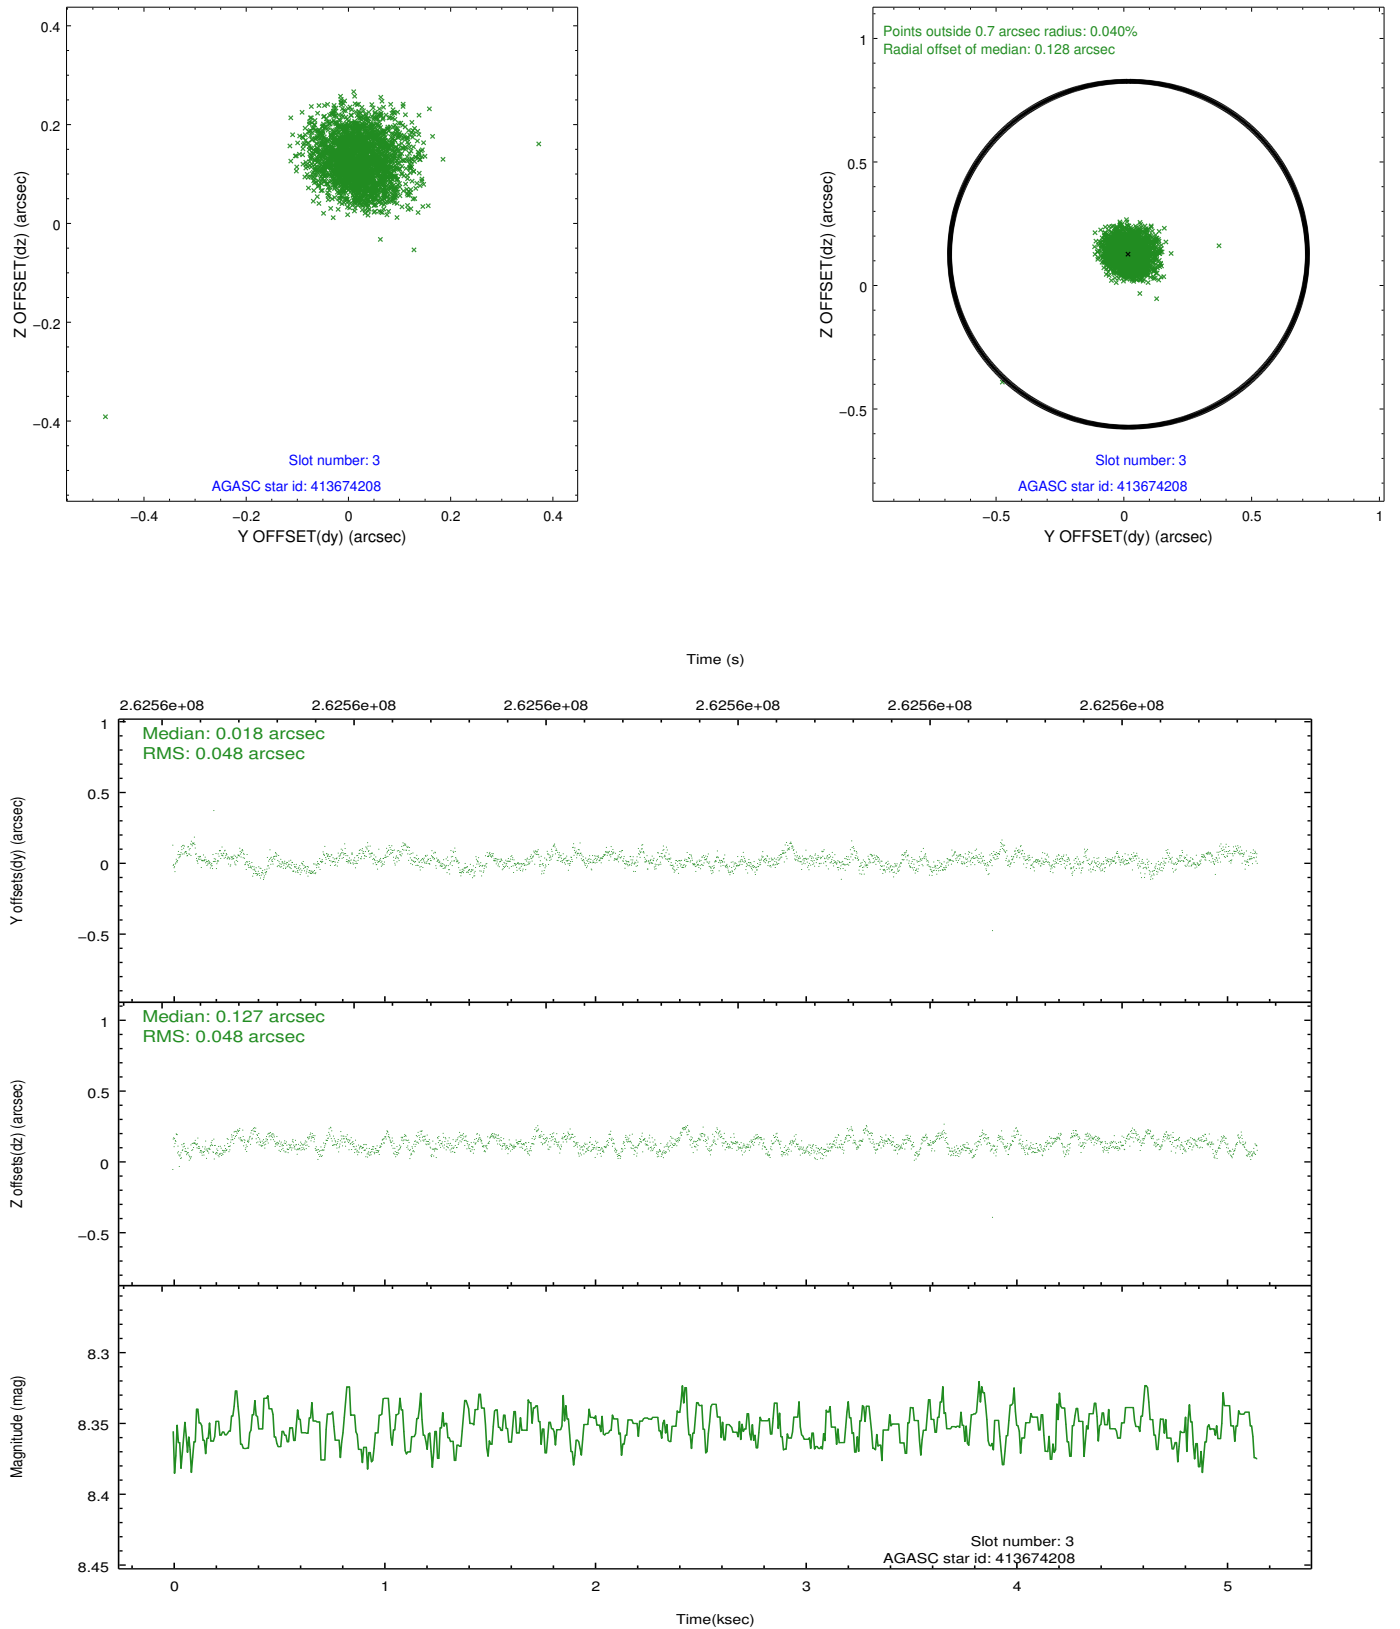 0.4
0.2
0
−0.2
−0.4
Z OFFSET(dz) (arcsec)
−0.4
−0.2
0
0.2
0.4
Y OFFSET(dy) (arcsec)
Slot number: 3
AGASC star id: 413674208
Points outside 0.7 arcsec radius: 0.040%
Radial offset of median: 0.128 arcsec
1
0.5
0
−0.5
Z OFFSET(dz) (arcsec)
−0.5
0
0.5
1
Y OFFSET(dy) (arcsec)
Slot number: 3
AGASC star id: 413674208
Time (s)
2.6256e+08
2.6256e+08
2.6256e+08
2.6256e+08
2.6256e+08
2.6256e+08
Median: 0.018 arcsec
RMS: 0.048 arcsec
1
0.5
0
−0.5
Y offsets(dy) (arcsec)
Median: 0.127 arcsec
RMS: 0.048 arcsec
1
0.5
0
−0.5
Z offsets(dz) (arcsec)
8.3
8.35
8.4
8.45
Magnitude (mag)
Slot number: 3
AGASC star id: 413674208
0
1
2
3
4
5
Time(ksec)